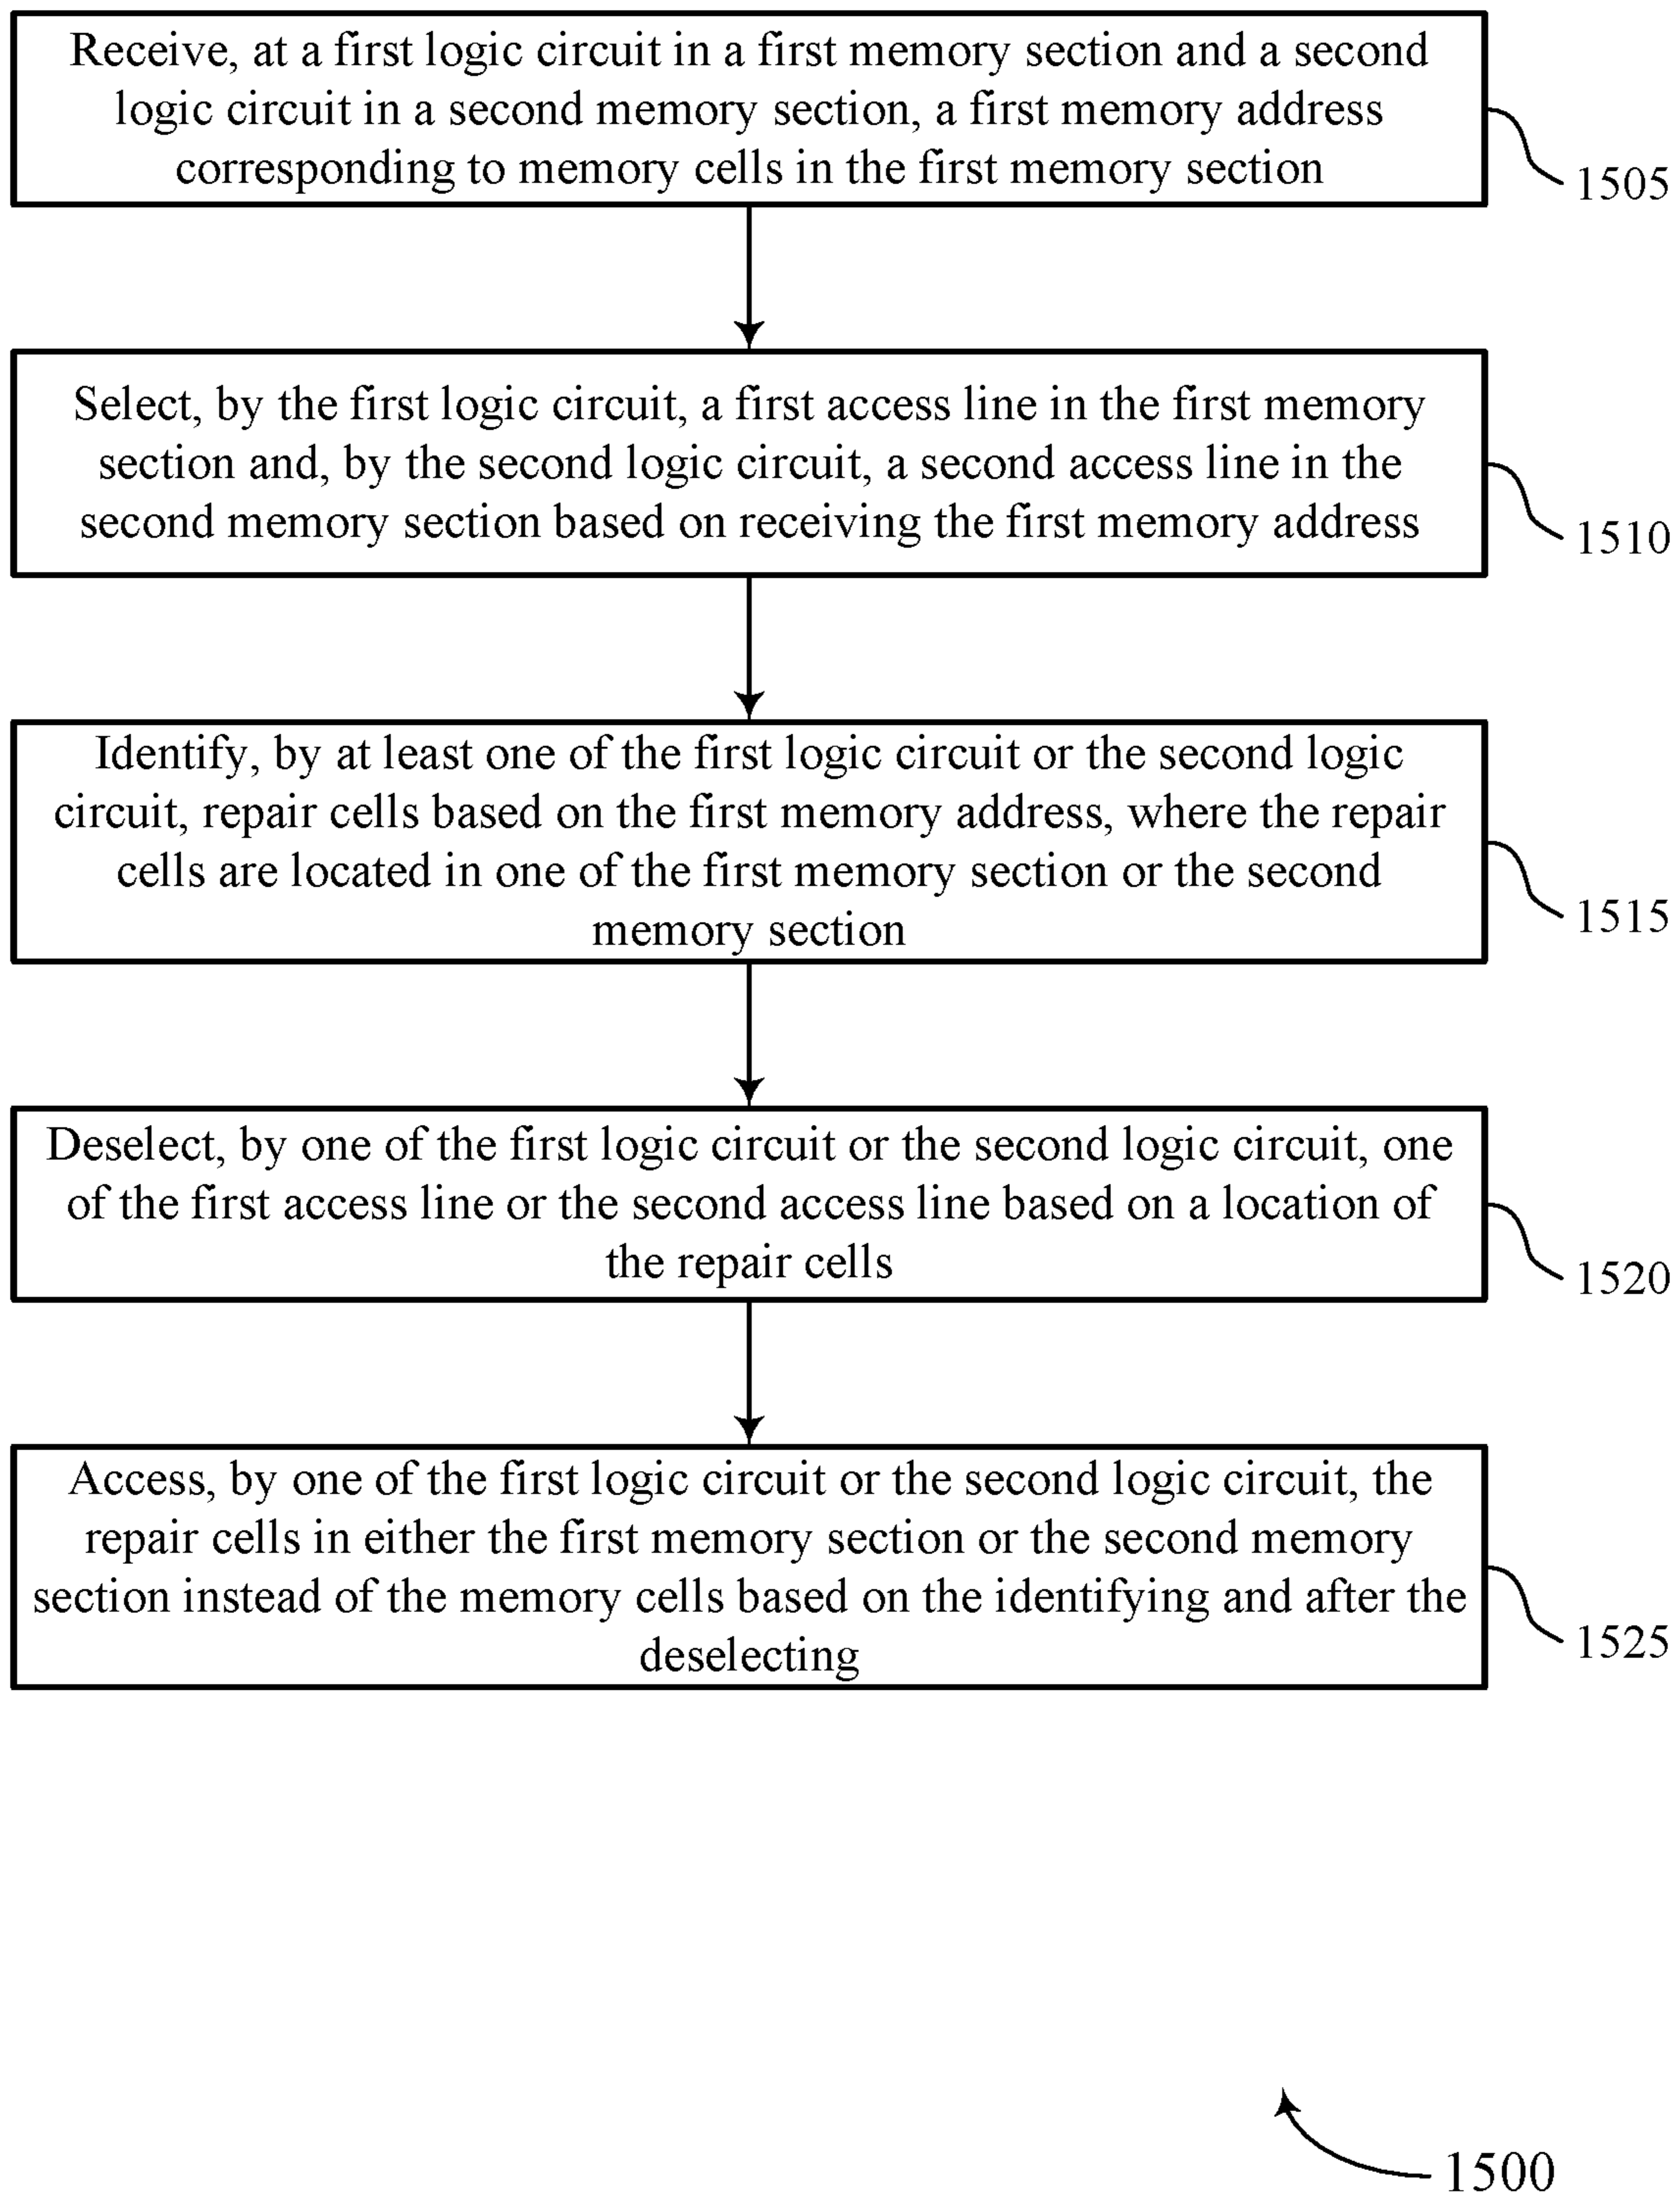 Receive, at a first logic circuit in a first memory section and a second
logic circuit in a second memory section, a first memory address
corresponding to memory cells in the first memory section
1505
Select, by the first logic circuit, a first access line in the first memory
section and, by the second logic circuit, a second access line in the
second memory section based on receiving the first memory address
1510
Identify, by at least one of the first logic circuit or the second logic
circuit, repair cells based on the first memory address, where the repair
cells are located in one of the first memory section or the second
memory section
1515
Deselect, by one of the first logic circuit or the second logic circuit, one
of the first access line or the second access line based on a location of
the repair cells
1520
Access, by one of the first logic circuit or the second logic circuit, the
repair cells in either the first memory section or the second memory
section instead of the memory cells based on the identifying and after the
deselecting
1525
1500